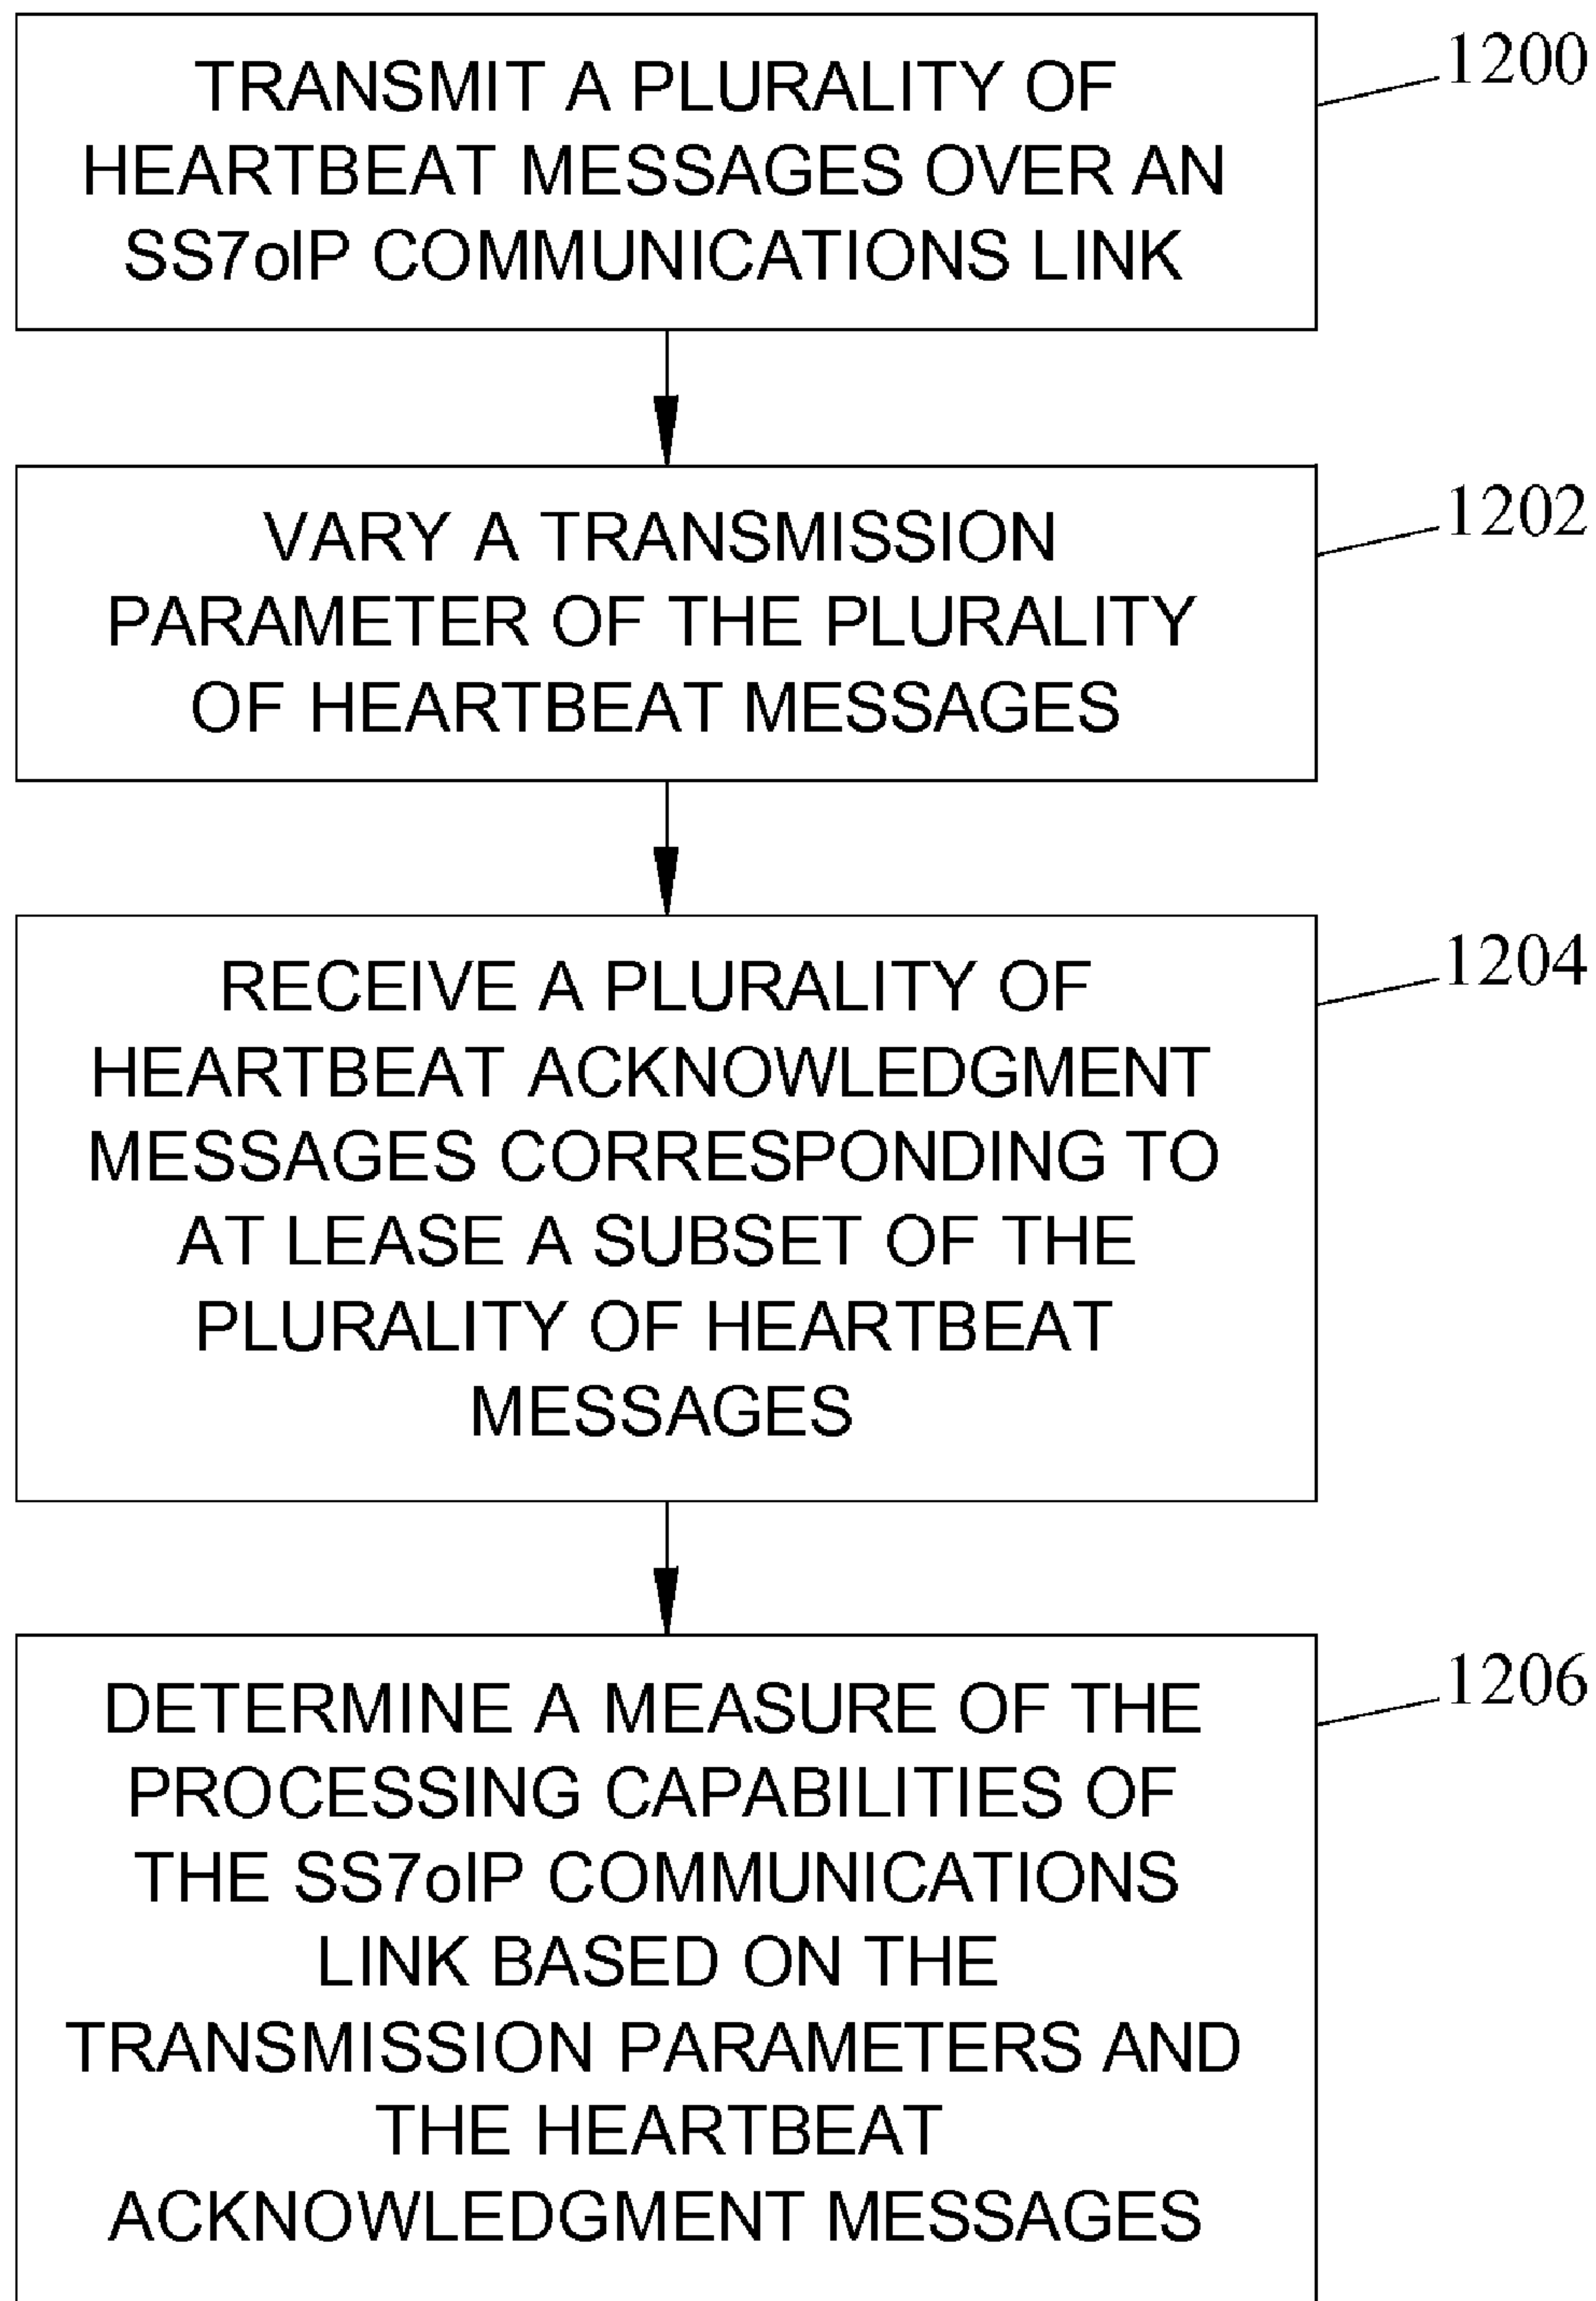 TRANSMIT A PLURALITY OF
HEARTBEAT MESSAGES OVER AN
SS7oIP COMMUNICATIONS LINK
1200
VARY A TRANSMISSION
PARAMETER OF THE PLURALITY
OF HEARTBEAT MESSAGES
1202
RECEIVE A PLURALITY OF
HEARTBEAT ACKNOWLEDGMENT
MESSAGES CORRESPONDING TO
AT LEASE A SUBSET OF THE
PLURALITY OF HEARTBEAT
MESSAGES
1204
DETERMINE A MEASURE OF THE
PROCESSING CAPABILITIES OF
THE SS7oIP COMMUNICATIONS
LINK BASED ON THE
TRANSMISSION PARAMETERS AND
THE HEARTBEAT
ACKNOWLEDGMENT MESSAGES
1206